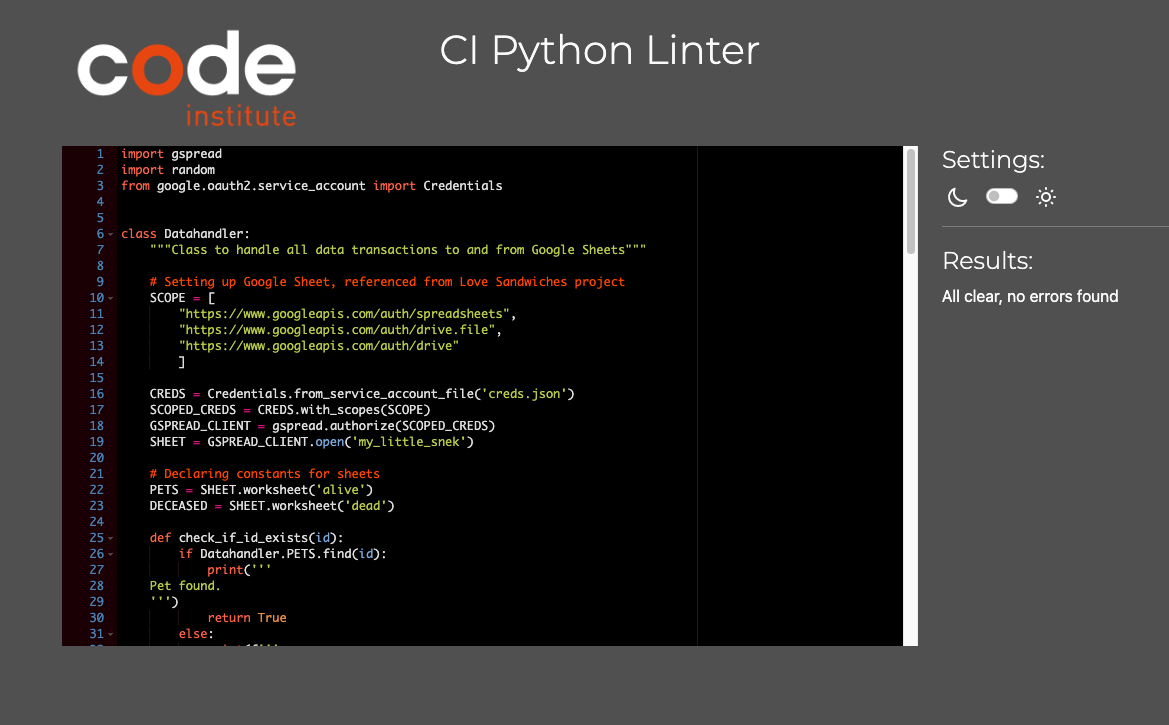 code
institute
CI Python Linter
1 import gspread
2 import random
3 from google.oauth2.service_account import Credentials
4
5
6 class Datahandler:
7     """Class to handle all data transactions to and from Google Sheets"""
8
9     # Setting up Google Sheet, referenced from Love Sandwiches project
10     SCOPE = [
11         "https://www.googleapis.com/auth/spreadsheets",
12         "https://www.googleapis.com/auth/drive.file",
13         "https://www.googleapis.com/auth/drive"
14         ]
15
16     CREDS = Credentials.from_service_account_file('creds.json')
17     SCOPED_CREDS = CREDS.with_scopes(SCOPE)
18     GSPREAD_CLIENT = gspread.authorize(SCOPED_CREDS)
19     SHEET = GSPREAD_CLIENT.open('my_little_snek')
20
21     # Declaring constants for sheets
22     PETS = SHEET.worksheet('alive')
23     DECEASED = SHEET.worksheet('dead')
24
25     def check_if_id_exists(id):
26         if Datahandler.PETS.find(id):
27             print('''
28     Pet found.
29     ''')
30             return True
31         else:
Settings:
Results:
All clear, no errors found